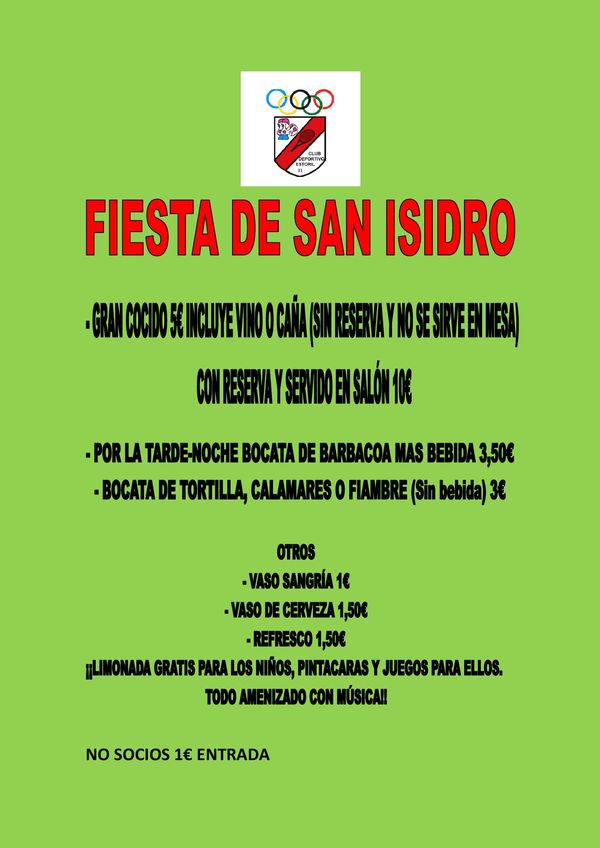 CLUB
DEPORTIVO
ESTORIL
II
FIESTA DE SAN ISIDRO
- GRAN COCIDO 5€ INCLUYE VINO O CAÑA (SIN RESERVA Y NO SE SIRVE EN MESA)
CON RESERVA Y SERVIDO EN SALÓN 10€
- POR LA TARDE-NOCHE BOCATA DE BARBACOA MAS BEBIDA 3,50€
- BOCATA DE TORTILLA, CALAMARES O FIAMBRE (Sin bebida) 3€
OTROS
- VASO SANGRÍA 1€
- VASO DE CERVEZA 1,50€
- REFRESCO 1,50€
¡¡LIMONADA GRATIS PARA LOS NIÑOS, PINTACARAS Y JUEGOS PARA ELLOS.
TODO AMENIZADO CON MÚSICA!!
NO SOCIOS 1€ ENTRADA